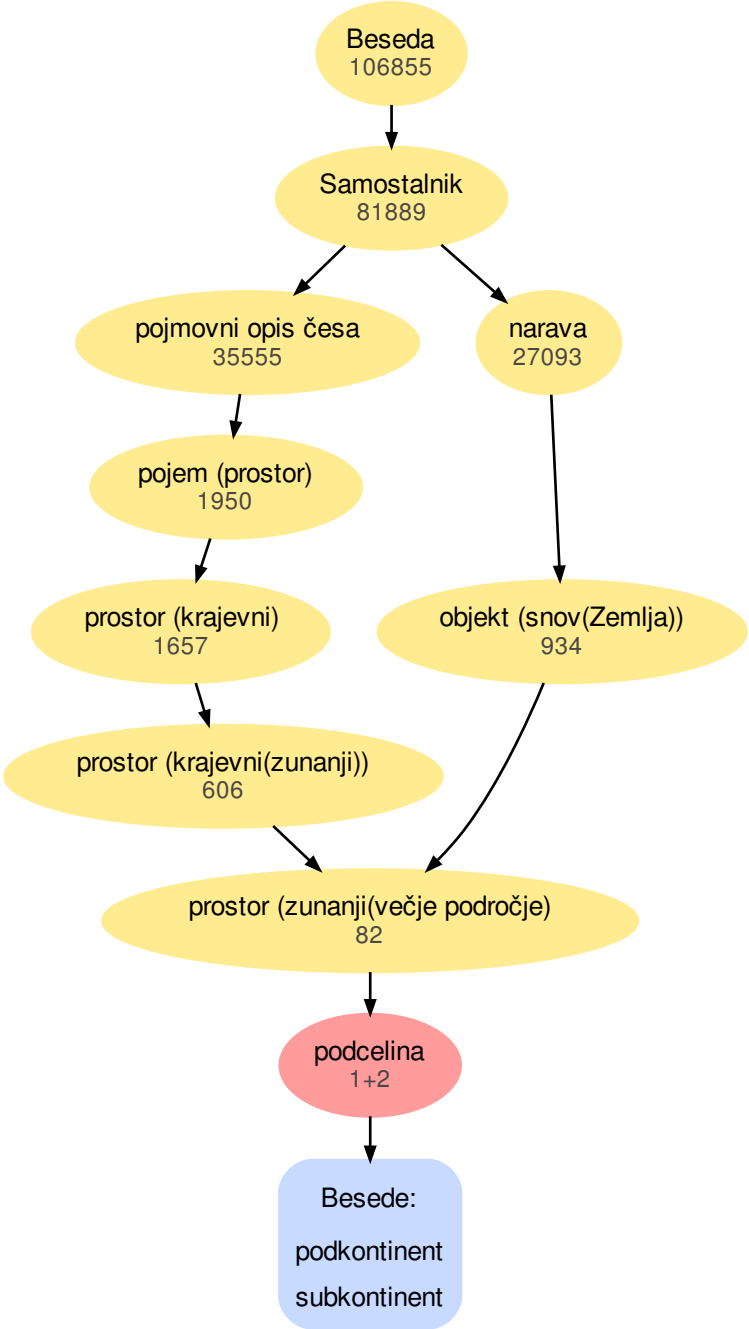 Beseda
106855
Samostalnik
81889
pojmovni opis česa
35555
narava
27093
pojem (prostor)
1950
prostor (krajevni)
1657
objekt (snov(Zemlja))
934
prostor (krajevni(zunanji))
606
prostor (zunanji(večje področje)
82
podcelina
1+2
Besede:
podkontinent
subkontinent